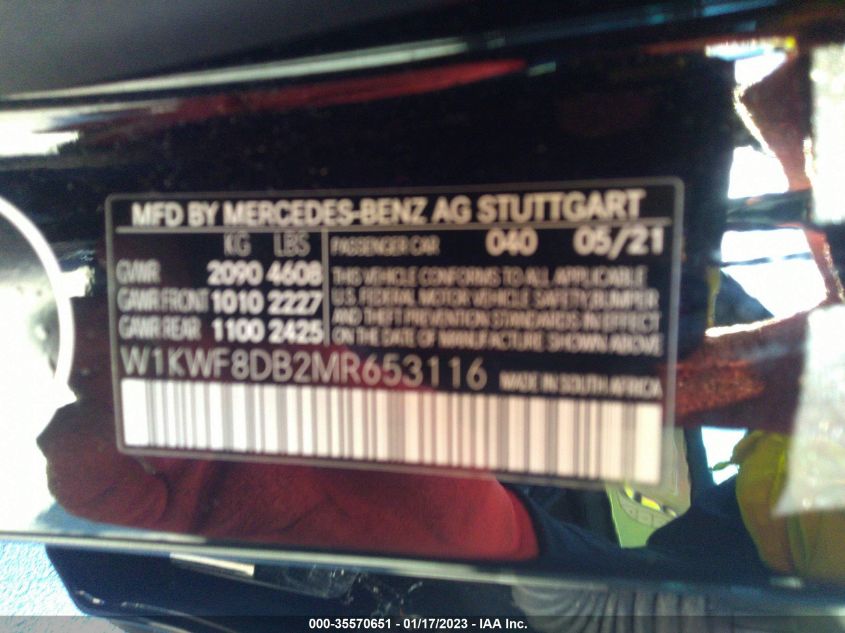 MFD BY MERCEDES-BENZ AG STUTTGART
KG LBS
GVWR 2090 4608
GAWR FRONT 1010 2227
GAWR REAR 1100 2425
PASSENGER CAR 040 05/21
THIS VEHICLE CONFORMS TO ALL APPLICABLE
U.S. FEDERAL MOTOR VEHICLE SAFETY, BUMPER
AND THEFT PREVENTION STANDARDS IN EFFECT
ON THE DATE OF MANUFACTURE SHOWN ABOVE.
W1KWF8DB2MR653116 MADE IN SOUTH AFRICA
000-35570651 - 01/17/2023 - IAA Inc.